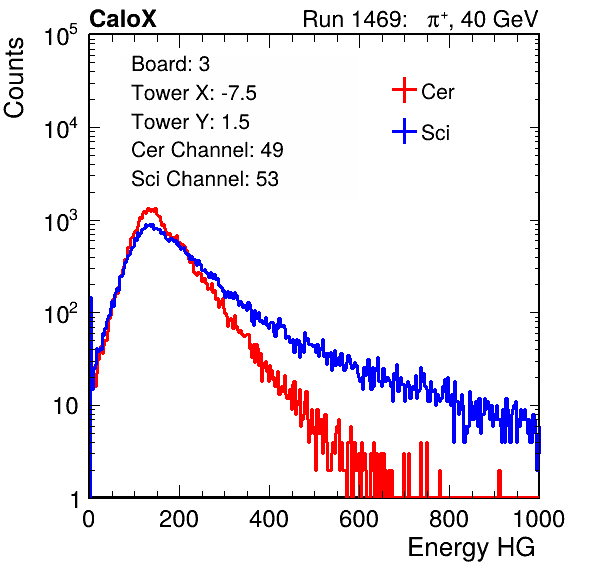 CaloX Run 1469: π⁺, 40 GeV
Counts
Board: 3
Tower X: -7.5
Tower Y: 1.5
Cer Channel: 49
Sci Channel: 53
Cer
Sci
10⁵
10⁴
10³
10²
10
1
0 200 400 600 800 1000
Energy HG